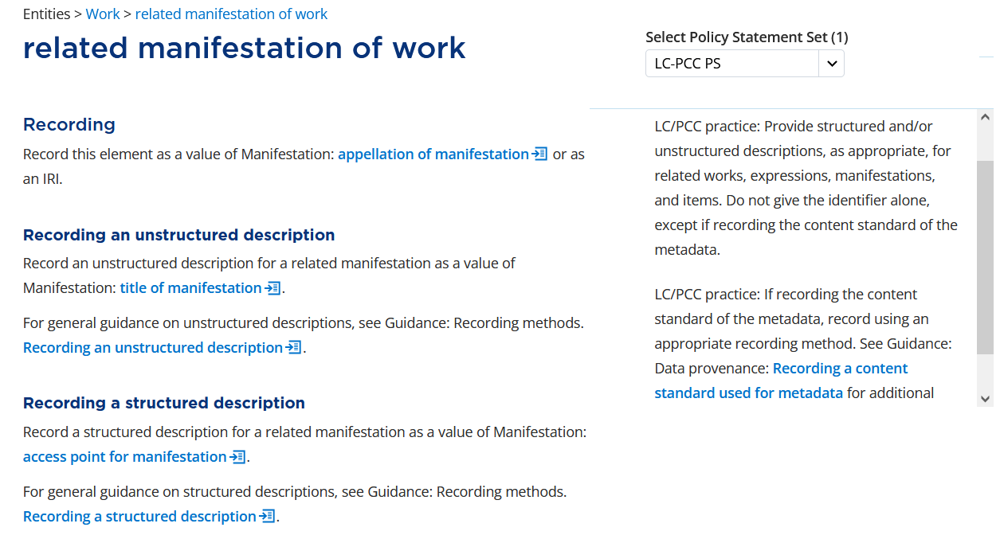 Entities > Work > related manifestation of work
related manifestation of work
Select Policy Statement Set (1)
LC-PCC PS
Recording
Record this element as a value of Manifestation: appellation of manifestation or as
an IRI.
Recording an unstructured description
Record an unstructured description for a related manifestation as a value of
Manifestation: title of manifestation.
For general guidance on unstructured descriptions, see Guidance: Recording methods.
Recording an unstructured description.
Recording a structured description
Record a structured description for a related manifestation as a value of Manifestation:
access point for manifestation.
For general guidance on structured descriptions, see Guidance: Recording methods.
Recording a structured description.
LC/PCC practice: Provide structured and/or
unstructured descriptions, as appropriate, for
related works, expressions, manifestations,
and items. Do not give the identifier alone,
except if recording the content standard of the
metadata.
LC/PCC practice: If recording the content
standard of the metadata, record using an
appropriate recording method. See Guidance:
Data provenance: Recording a content
standard used for metadata for additional